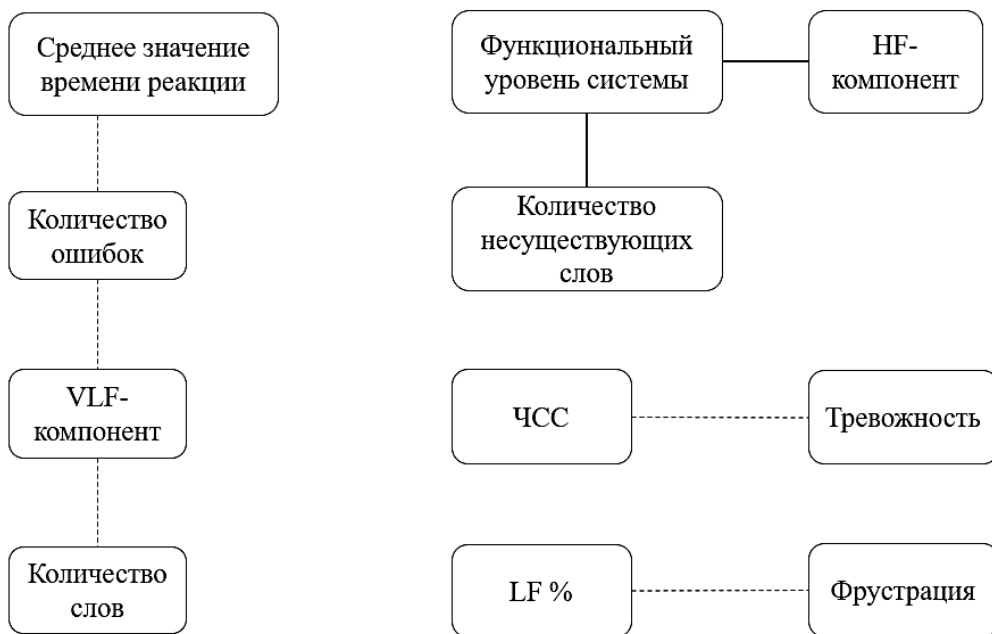 Среднее значение
времени реакции
Функциональный
уровень системы
HF-
компонент
Количество
ошибок
Количество
несуществующих
слов
VLF-
компонент
ЧСС
Тревожность
Количество
слов
LF %
Фрустрация